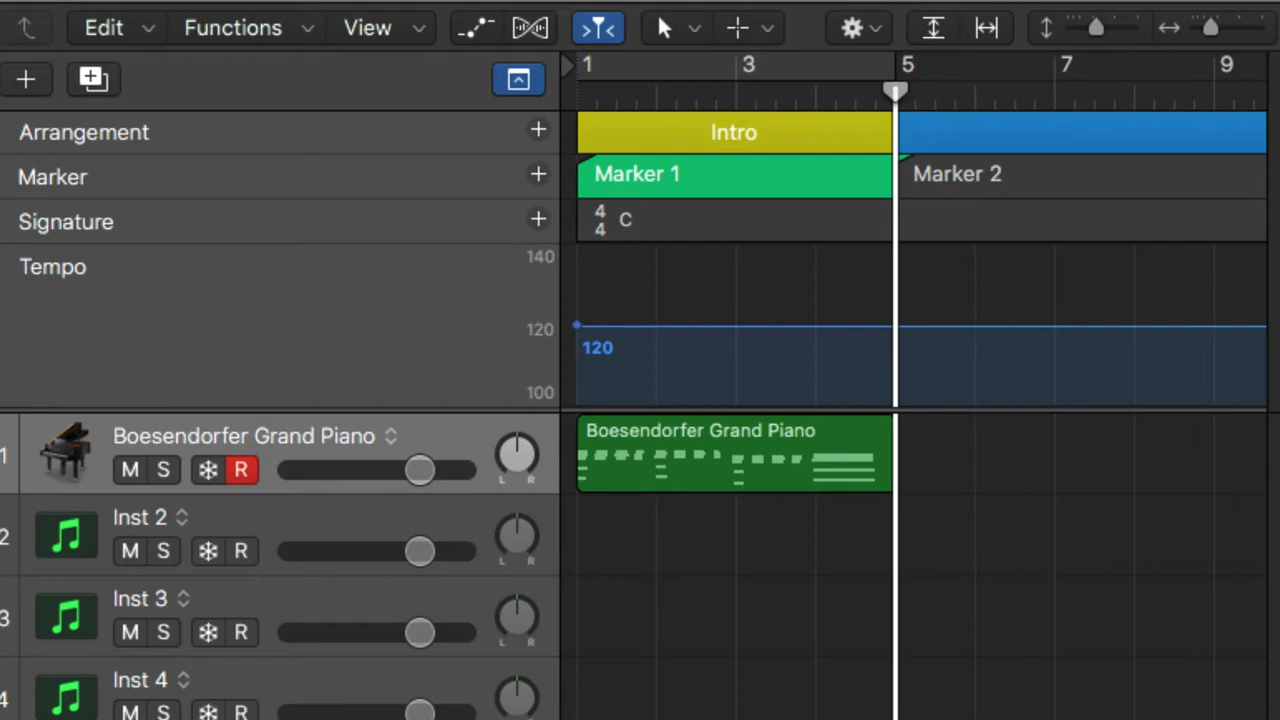 Edit Functions View
1 3 5 7 9
Arrangement Intro
Marker Marker 1 Marker 2
Signature 4/4 C
Tempo 140
120
120
100
1 Boesendorfer Grand Piano Boesendorfer Grand Piano
M S R L R
2 Inst 2
M S R L R
3 Inst 3
M S R L R
4 Inst 4
M S R